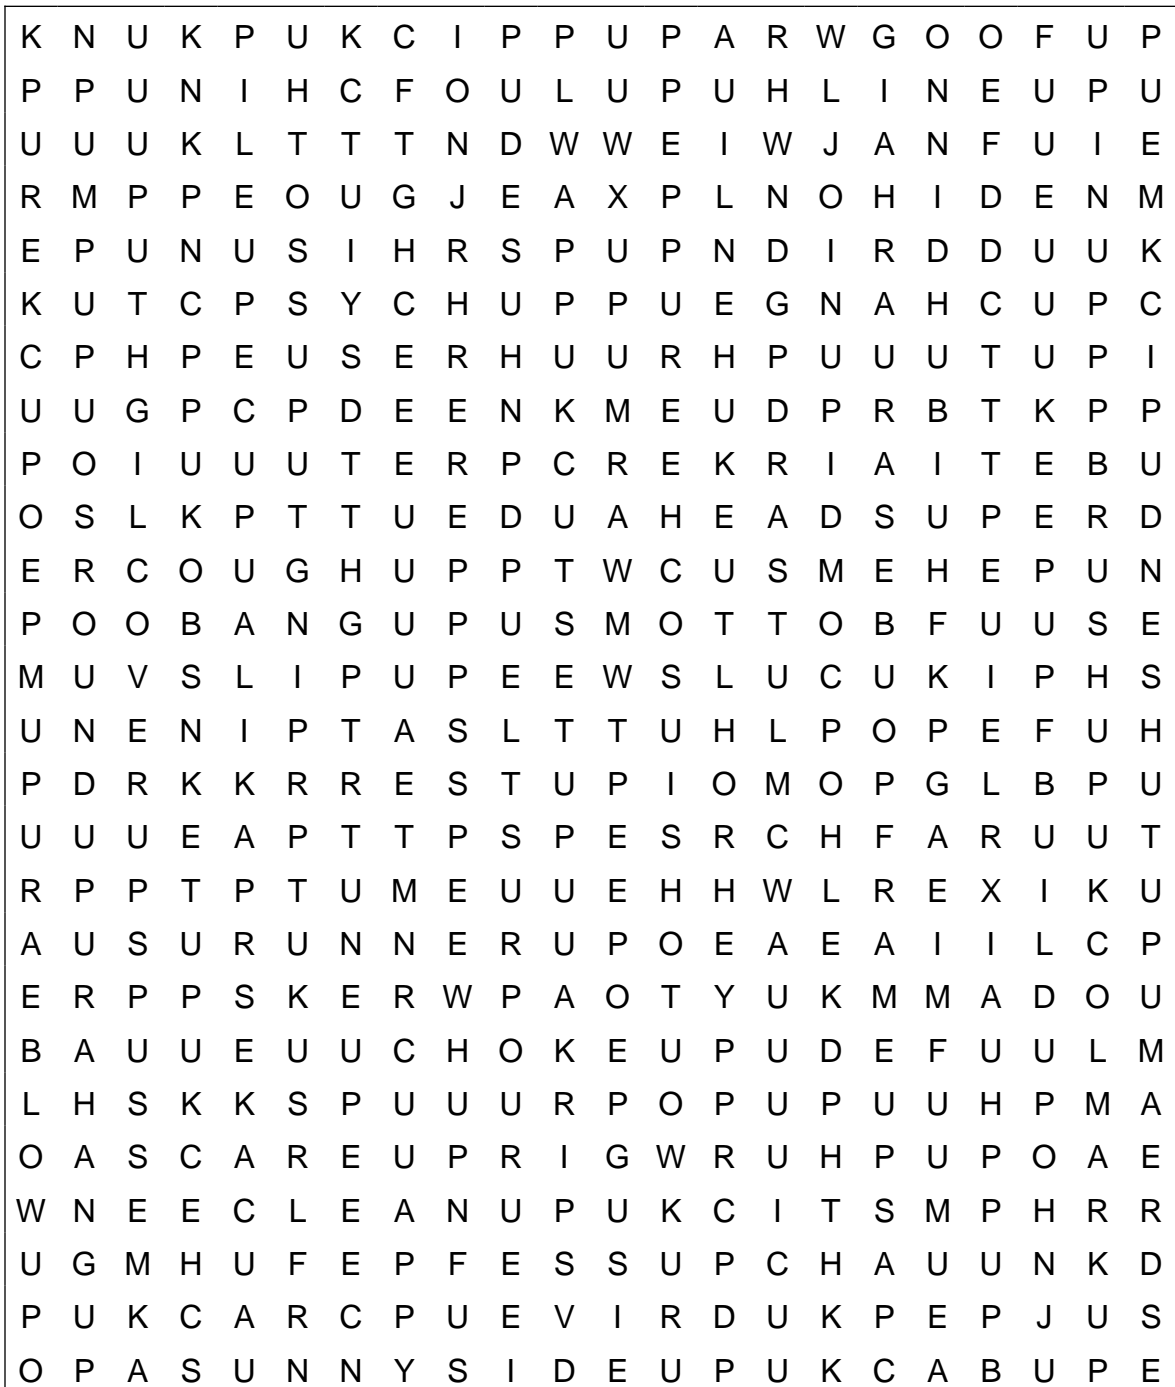 K N U K P U K C I P P U P A R W G O O F U P
P P U N I H C F O U L U P U H L I N E U P U
U U U K L T T T N D W W E I W J A N F U I E
R M P P E O U G J E A X P L N O H I D E N M
E P U N U S I H R S P U P N D I R D D U U K
K U T C P S Y C H U P P U E G N A H C U P C
C P H P E U S E R H U U R H P U U U T U P I
U U G P C P D E E N K M E U D P R B T K P P
P O I U U U T E R P C R E K R I A I T E B U
O S L K P T T U E D U A H E A D S U P E R D
E R C O U G H U P P T W C U S M E H E P U N
P O O B A N G U P U S M O T T O B F U U S E
M U V S L I P U P E E W S L U C U K I P H S
U N E N I P T A S L T T U H L P O P E F U H
P D R K K R R E S T U P I O M O P G L B P U
U U U E A P T T P S P E S R C H F A R U U T
R P P T P T U M E U U E H H W L R E X I K U
A U S U R U N N E R U P O E A E A I I L C P
E R P P S K E R W P A O T Y U K M M A D O U
B A U U E U U C H O K E U P U D E F U U L M
L H S K K S P U U U R P O P U P U U H P M A
O A S C A R E U P R I G W R U H P U P O A E
W N E E C L E A N U P U K C I T S M P H R R
U G M H U F E P F E S S U P C H A U U N K D
P U K C A R C P U E V I R D U K P E P J U S
O P A S U N N Y S I D E U P U K C A B U P E